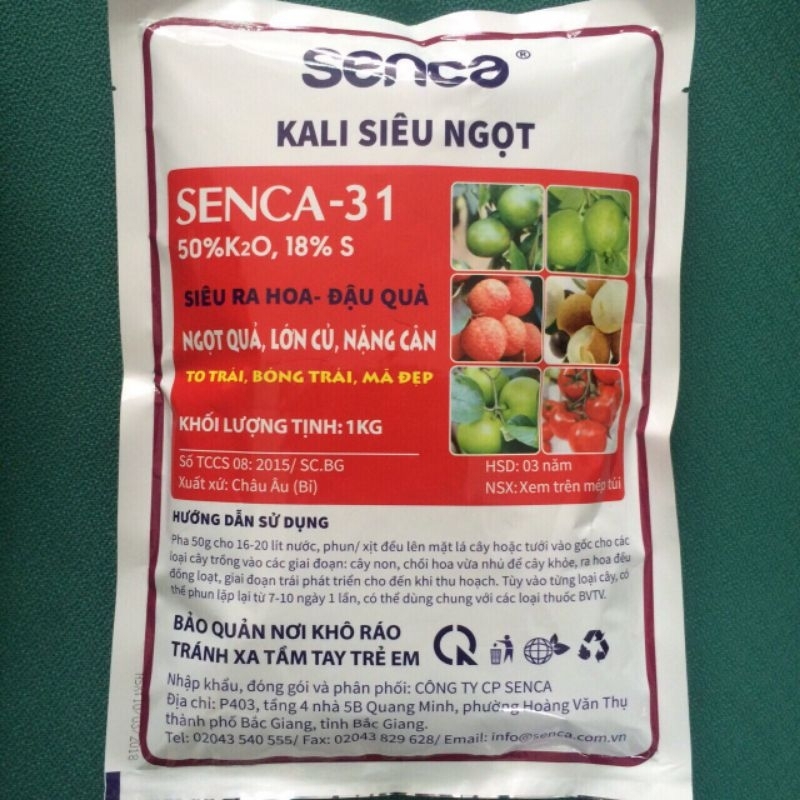 senca®
KALI SIÊU NGỌT
SENCA-31
50%K2O, 18% S
SIÊU RA HOA- ĐẬU QUẢ
NGỌT QUẢ, LỚN CỦ, NẶNG CÂN
TO TRÁI, BÓNG TRÁI, MÃ ĐẸP
KHỐI LƯỢNG TỊNH: 1KG
Số TCCS 08: 2015/ SC.BG
Xuất xứ: Châu Âu (Bỉ)
HSD: 03 năm
NSX: Xem trên mép túi
HƯỚNG DẪN SỬ DỤNG
Pha 50g cho 16-20 lít nước, phun/ xịt đều lên mặt lá cây hoặc tưới vào gốc cho các
loại cây trồng vào các giai đoạn: cây non, chồi hoa vừa nhú để cây khỏe, ra hoa đều
đồng loạt, giai đoạn trái phát triển cho đến khi thu hoạch. Tùy vào từng loại cây, có
thể phun lặp lại từ 7-10 ngày 1 lần, có thể dùng chung với các loại thuốc BVTV.
BẢO QUẢN NƠI KHÔ RÁO
TRÁNH XA TẦM TAY TRẺ EM
Nhập khẩu, đóng gói và phân phối: CÔNG TY CP SENCA
Địa chỉ: P403, tầng 4 nhà 5B Quang Minh, phường Hoàng Văn Thụ
thành phố Bắc Giang, tỉnh Bắc Giang.
Tel: 02043 540 555/ Fax: 02043 829 628/ Email: info@senca.com.vn